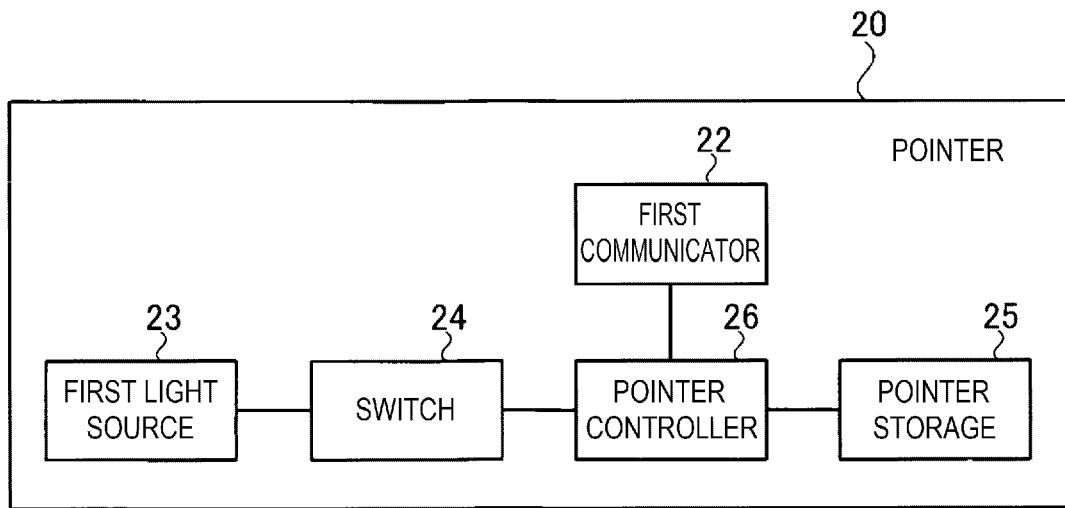 20
POINTER
22
FIRST
COMMUNICATOR
23
24
26
25
FIRST LIGHT
SOURCE
SWITCH
POINTER
CONTROLLER
POINTER
STORAGE